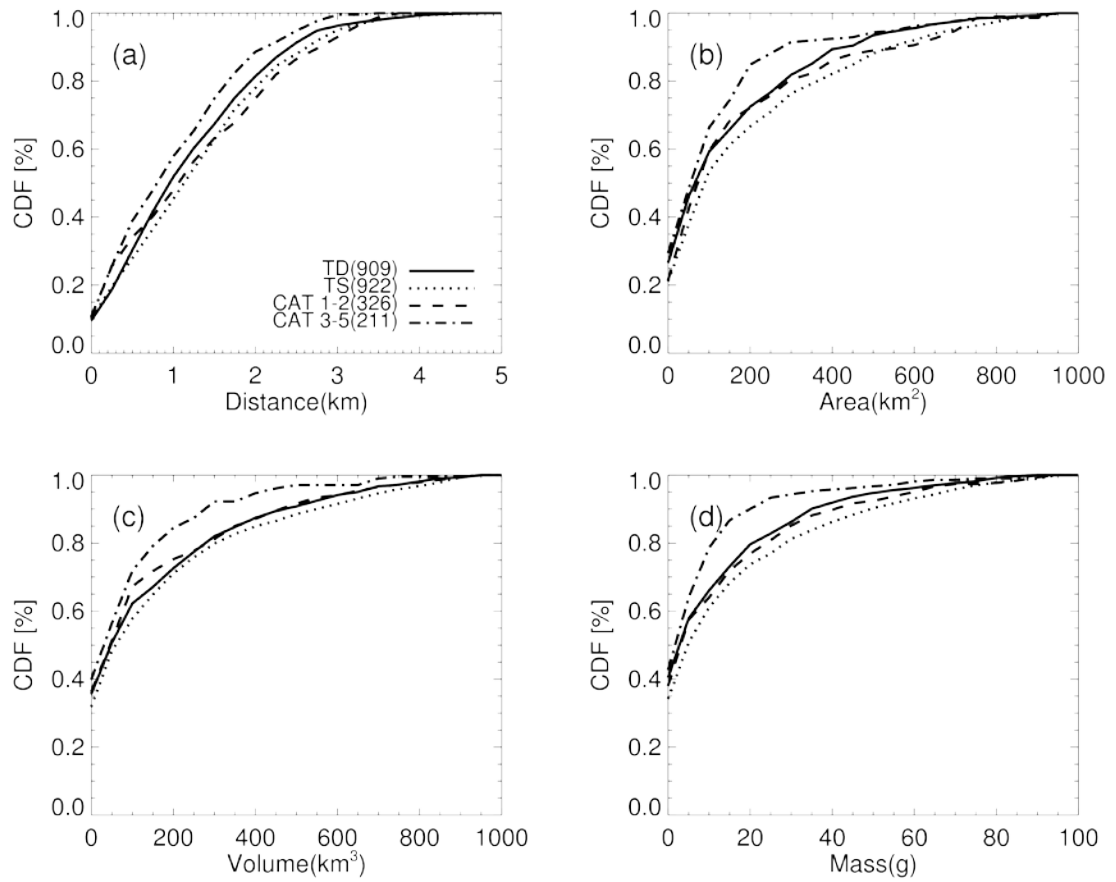 (a)
CDF [%]
1.0
0.8
0.6
0.4
0.2
0.0
TD(909)
TS(922)
CAT 1-2(326)
CAT 3-5(211)
0 1 2 3 4 5
Distance(km)
(b)
CDF [%]
1.0
0.8
0.6
0.4
0.2
0.0
0 200 400 600 800 1000
Area(km²)
(c)
CDF [%]
1.0
0.8
0.6
0.4
0.2
0.0
0 200 400 600 800 1000
Volume(km³)
(d)
CDF [%]
1.0
0.8
0.6
0.4
0.2
0.0
0 20 40 60 80 100
Mass(g)